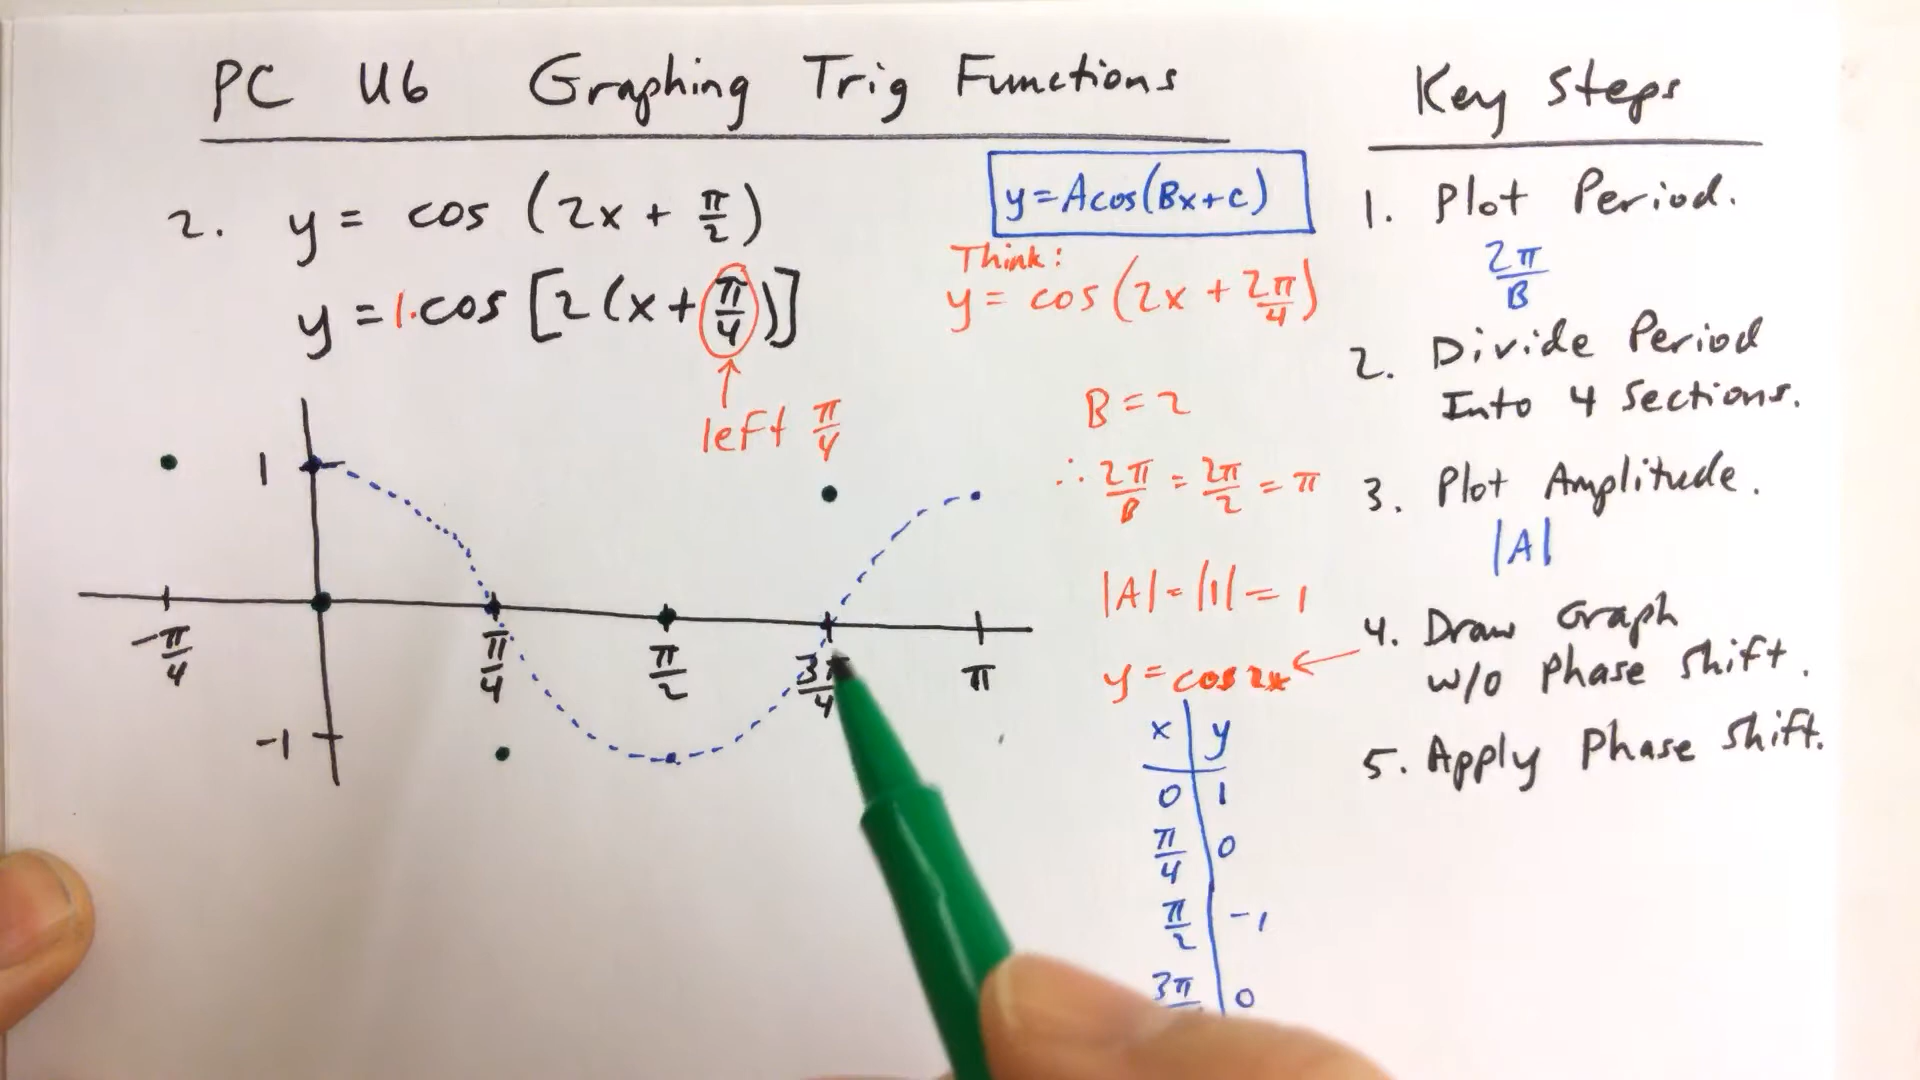 PC U6 Graphing Trig Functions
2. y = cos (2x + π/2)
y = 1·cos [2(x + π/4)]
left π/4
y = A cos(Bx + c)
Think:
y = cos (2x + 2π/4)
B = 2
∴ 2π/B = 2π/2 = π
|A| = |1| = 1
y = cos 2x
x y
0 1
π/4 0
π/2 -1
3π 0
1
-π/4 π/4 π/2 3π/4 π
-1
Key Steps
1. Plot Period.
2π/B
2. Divide Period
Into 4 Sections.
3. Plot Amplitude.
|A|
4. Draw Graph
w/o Phase Shift.
5. Apply Phase Shift.